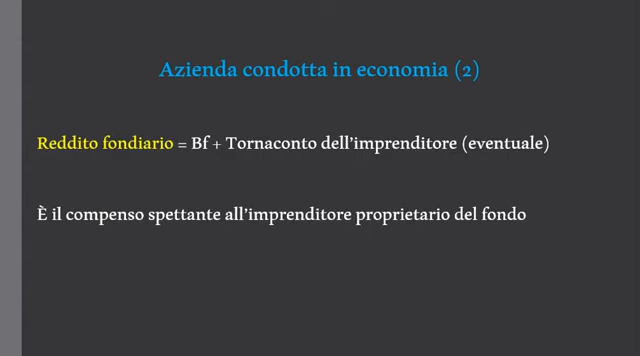 Azienda condotta in economia (2)
Reddito fondiario = Bf + Tornaconto dell'imprenditore (eventuale)
È il compenso spettante all'imprenditore proprietario del fondo